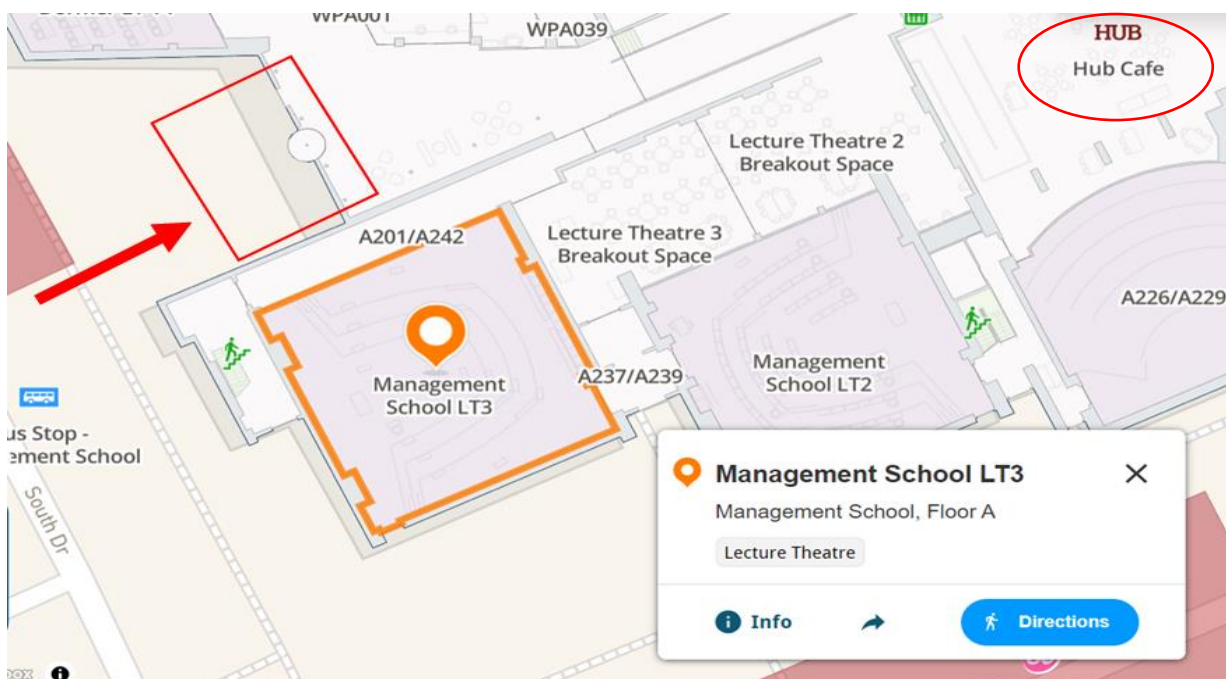 WPA001
WPA039
HUB
Hub Cafe
Lecture Theatre 2
Breakout Space
A201/A242
Lecture Theatre 3
Breakout Space
A226/A229
Management
School LT3
A237/A239
Management
School LT2
us Stop -
ement School
South Dr
Management School LT3
Management School, Floor A
Lecture Theatre
Info
Directions
box